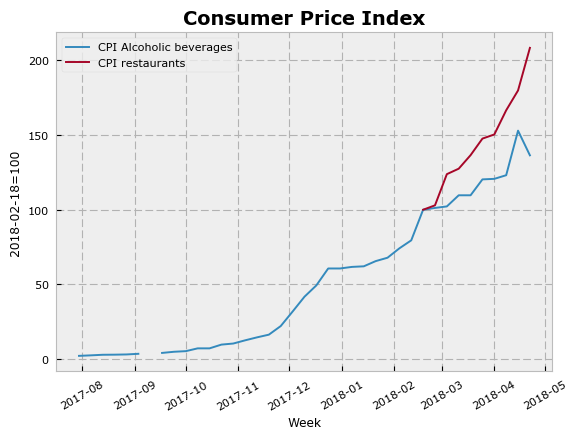 Consumer Price Index
CPI Alcoholic beverages
CPI restaurants
2018-02-18=100
200
150
100
50
0
2017-08 2017-09 2017-10 2017-11 2017-12 2018-01 2018-02 2018-03 2018-04 2018-05
Week